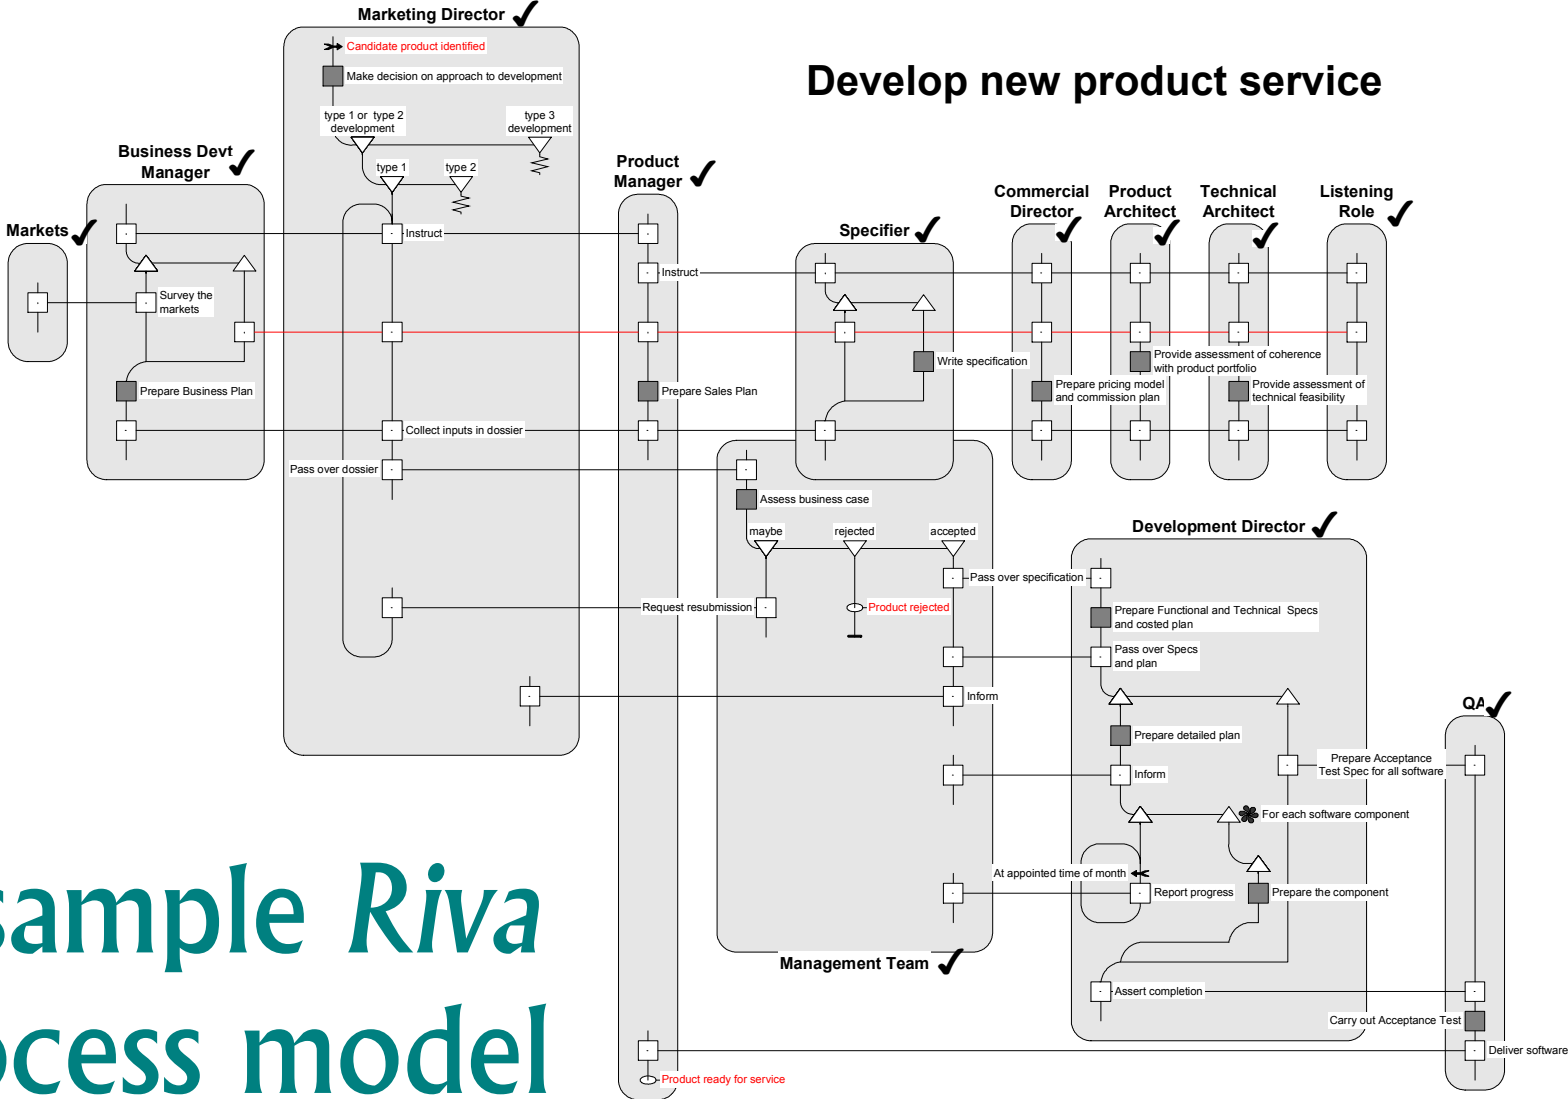 Marketing Director
Candidate product identified
Make decision on approach to development
Develop new product service
type 1 or type 2
development
type 3
development
type 1
type 2
Business Devt
Manager
Product
Manager
Commercial
Director
Product
Architect
Technical
Architect
Listening
Role
Markets
Specifier
Instruct
Instruct
Survey the
markets
Write specification
Provide assessment of coherence
with product portfolio
Prepare Business Plan
Prepare Sales Plan
Prepare pricing model
and commission plan
Provide assessment of
technical feasibility
Collect inputs in dossier
Pass over dossier
Assess business case
maybe
rejected
accepted
Development Director
Pass over specification
Request resubmission
Product rejected
Prepare Functional and Technical Specs
and costed plan
Pass over Specs
and plan
Inform
QA
Prepare detailed plan
Inform
Prepare Acceptance
Test Spec for all software
For each software component
At appointed time of month
Report progress
Prepare the component
sample Riva
Management Team
Assert completion
Carry out Acceptance Test
ocess model
Deliver software
Product ready for service